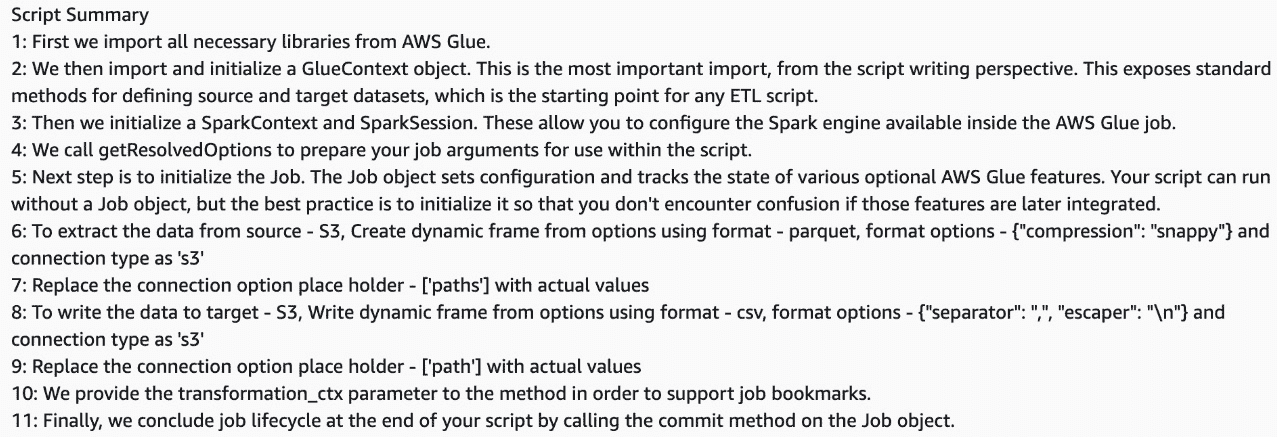 Script Summary
1: First we import all necessary libraries from AWS Glue.
2: We then import and initialize a GlueContext object. This is the most important import, from the script writing perspective. This exposes standard
methods for defining source and target datasets, which is the starting point for any ETL script.
3: Then we initialize a SparkContext and SparkSession. These allow you to configure the Spark engine available inside the AWS Glue job.
4: We call getResolvedOptions to prepare your job arguments for use within the script.
5: Next step is to initialize the Job. The Job object sets configuration and tracks the state of various optional AWS Glue features. Your script can run
without a Job object, but the best practice is to initialize it so that you don't encounter confusion if those features are later integrated.
6: To extract the data from source - S3, Create dynamic frame from options using format - parquet, format options - {"compression": "snappy"} and
connection type as 's3'
7: Replace the connection option place holder - ['paths'] with actual values
8: To write the data to target - S3, Write dynamic frame from options using format - csv, format options - {"separator": ",", "escaper": "\n"} and
connection type as 's3'
9: Replace the connection option place holder - ['path'] with actual values
10: We provide the transformation_ctx parameter to the method in order to support job bookmarks.
11: Finally, we conclude job lifecycle at the end of your script by calling the commit method on the Job object.